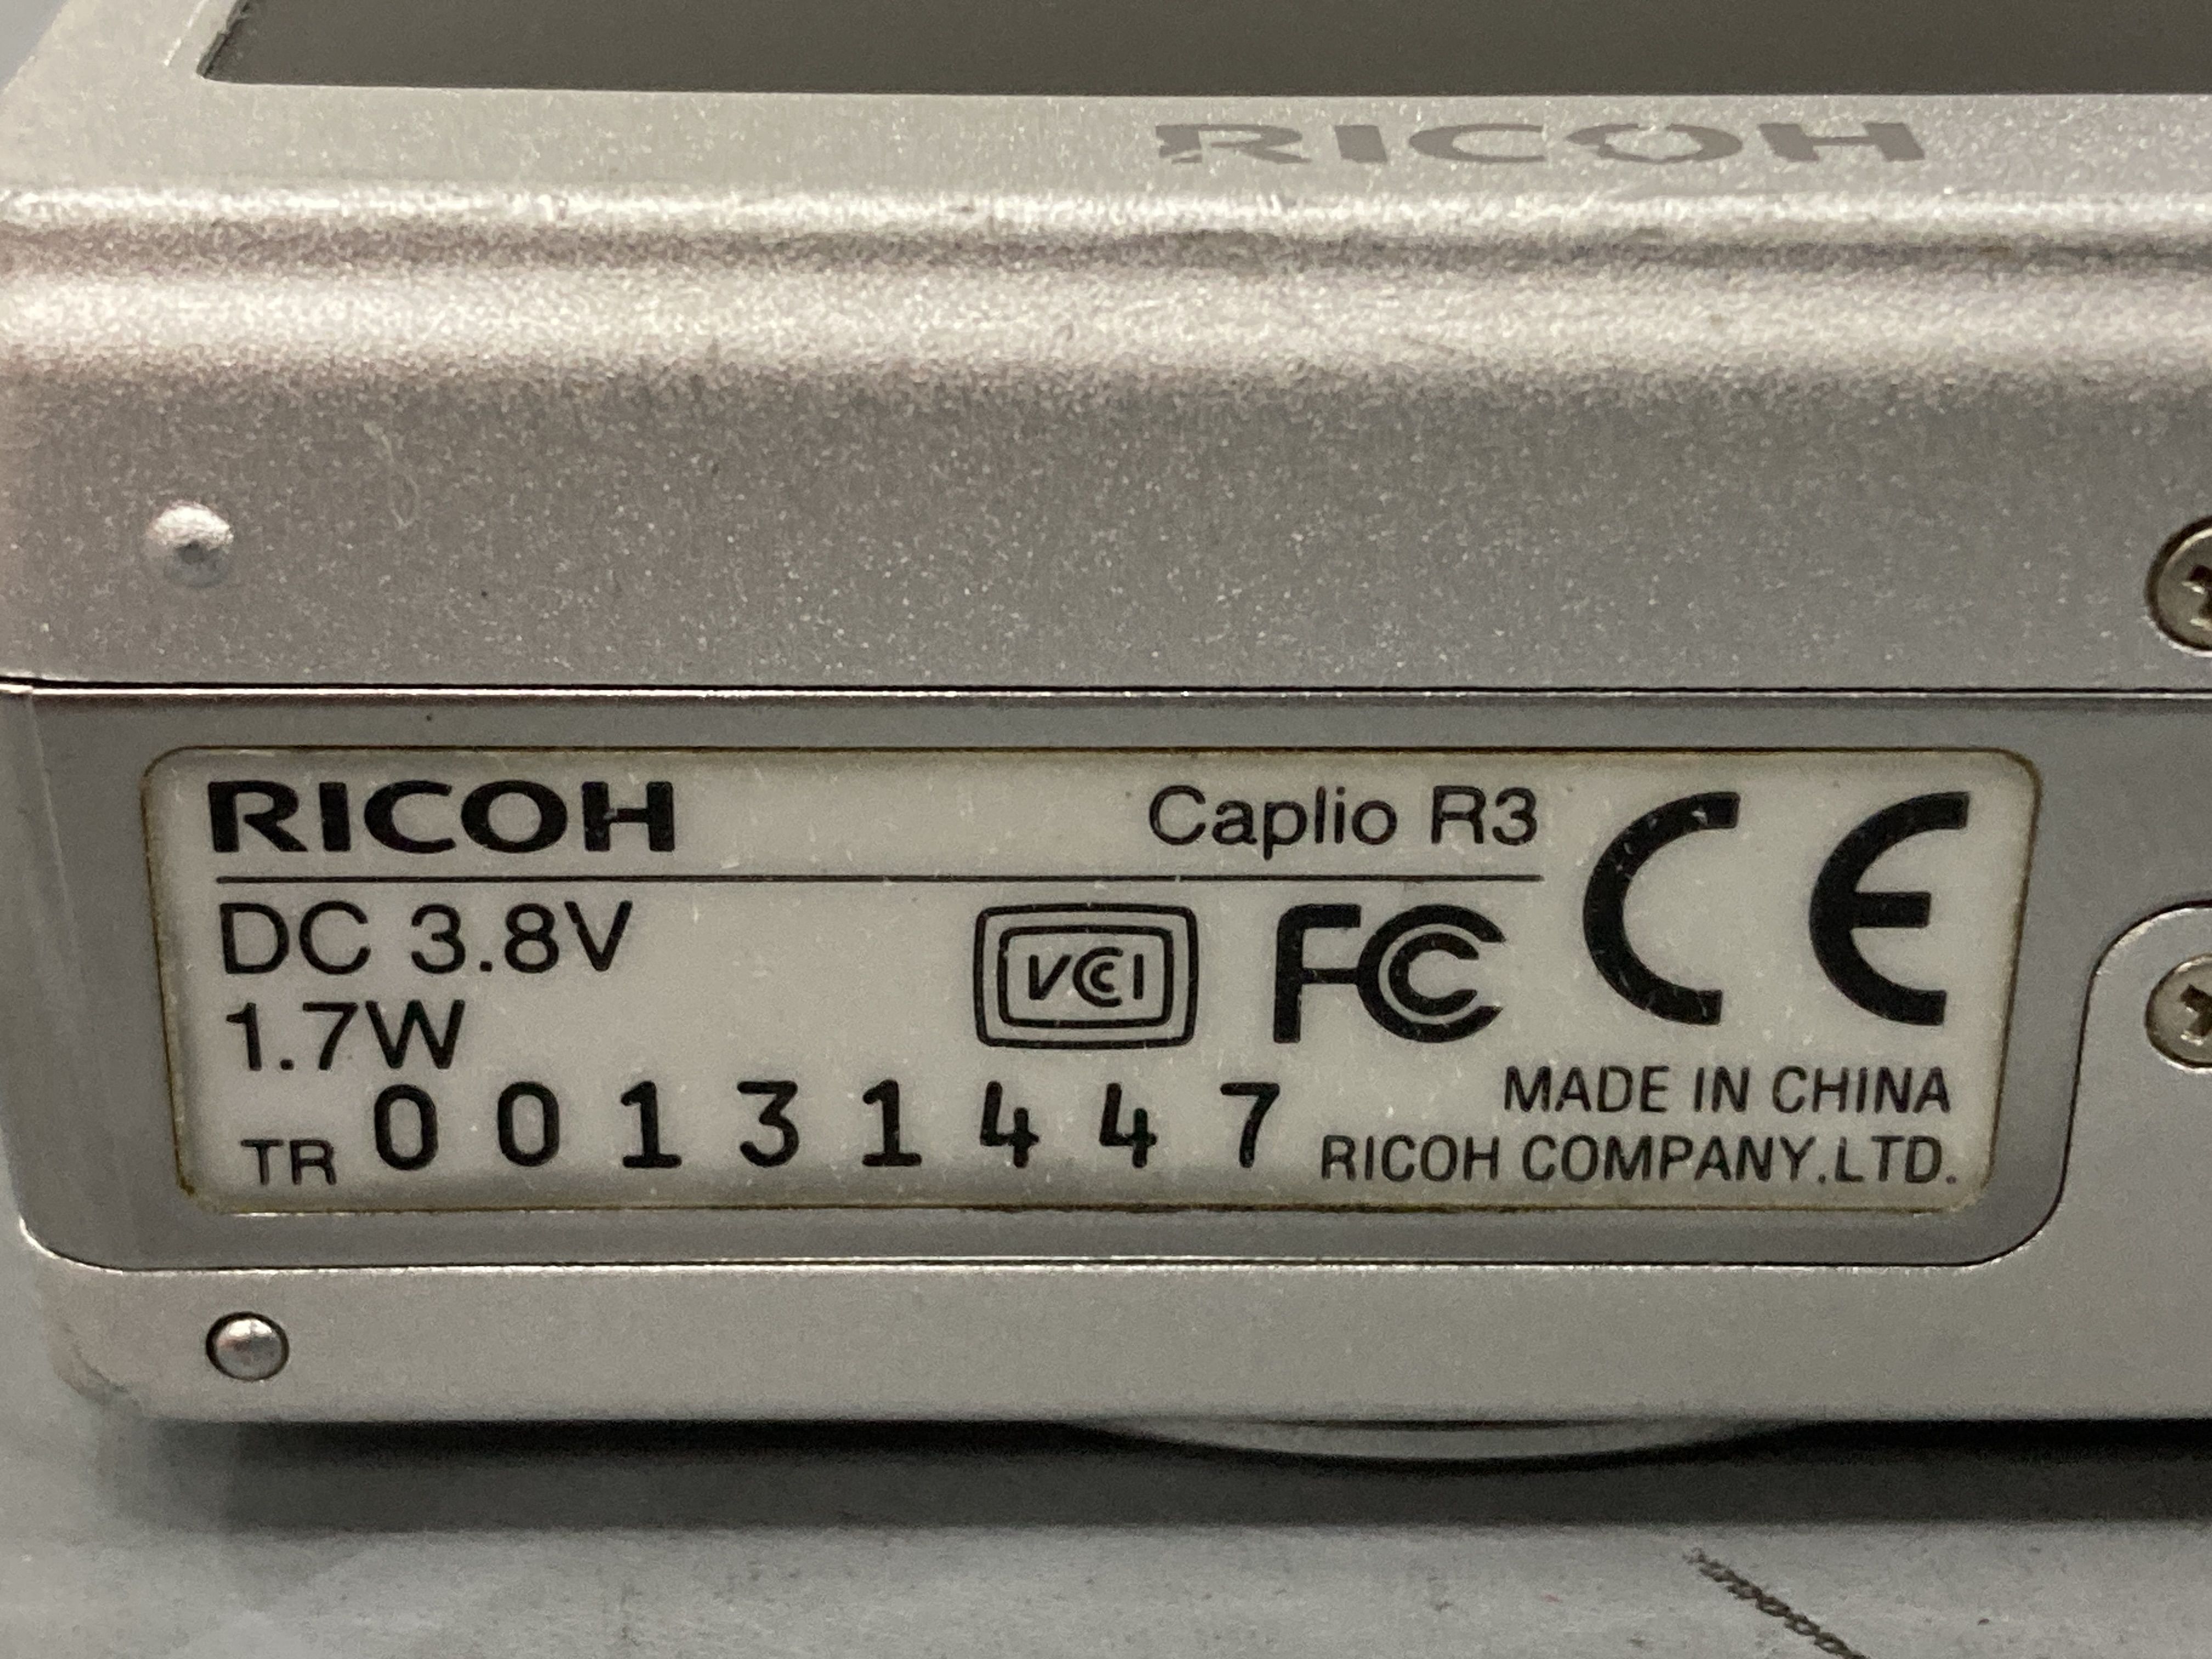 RICOH
RICOH Caplio R3 CE
DC 3.8V VCCI FC
1.7W
MADE IN CHINA
TR 00131447 RICOH COMPANY.LTD.